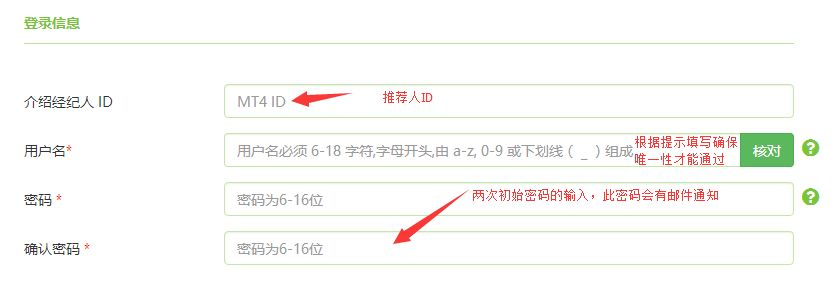 登录信息
介绍经纪人 ID
MT4 ID
推荐人ID
用户名*
用户名必须 6-18 字符,字母开头,由 a-z, 0-9 或下划线（ _ ）组成
根据提示填写确保
唯一性才能通过
核对
?
密码 *
密码为6-16位
两次初始密码的输入，此密码会有邮件通知
?
确认密码 *
密码为6-16位